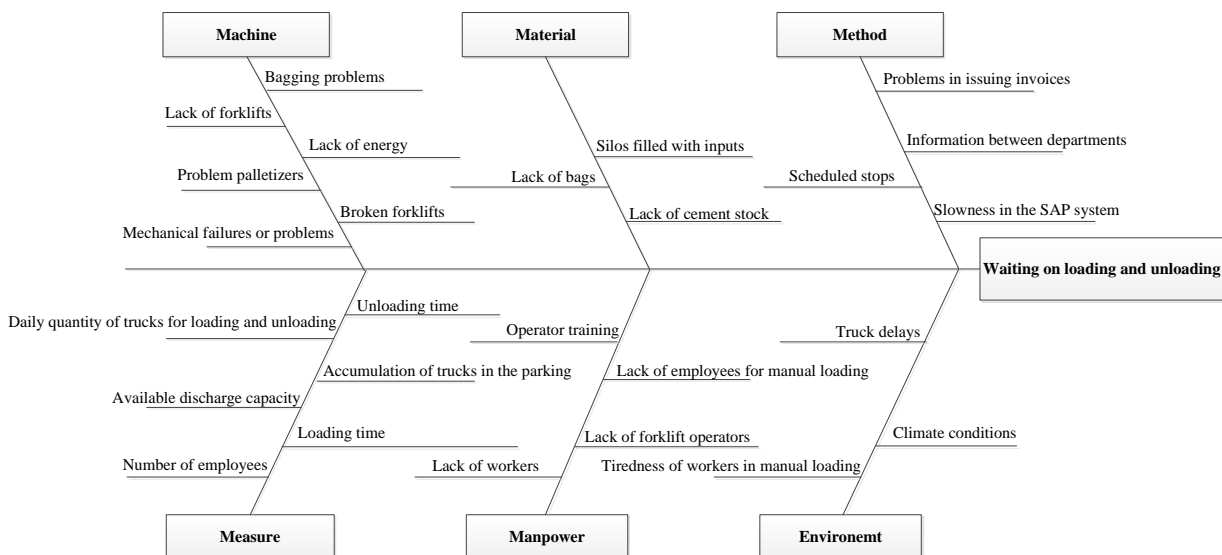 Machine
Material
Method
Bagging problems
Problems in issuing invoices
Lack of forklifts
Information between departments
Lack of energy
Silos filled with inputs
Problem palletizers
Lack of bags
Scheduled stops
Broken forklifts
Lack of cement stock
Slowness in the SAP system
Mechanical failures or problems
Waiting on loading and unloading
Unloading time
Daily quantity of trucks for loading and unloading
Operator training
Truck delays
Accumulation of trucks in the parking
Lack of employees for manual loading
Available discharge capacity
Loading time
Lack of forklift operators
Climate conditions
Number of employees
Lack of workers
Tiredness of workers in manual loading
Measure
Manpower
Environemt